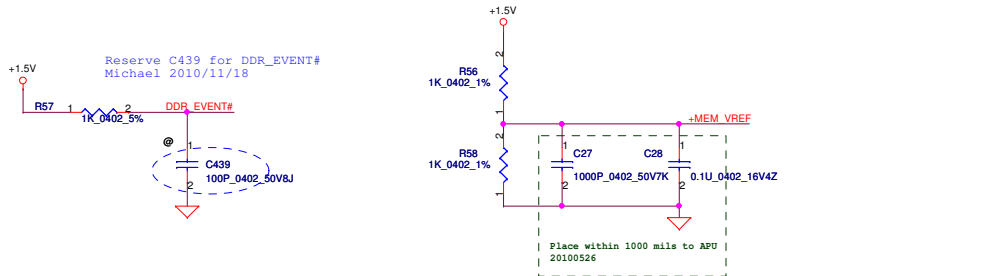 Reserve C439 for DDR_EVENT#
Michael 2010/11/18
+1.5V
R57
1
2
1K_0402_5%
DDR_EVENT#
@
1
C439
100P_0402_50V8J
2
+1.5V
2
R56
1K_0402_1%
1
+MEM_VREF
2
R58
1K_0402_1%
1
1
C27
1000P_0402_50V7K
2
1
C28
0.1U_0402_16V4Z
2
Place within 1000 mils to APU
20100526